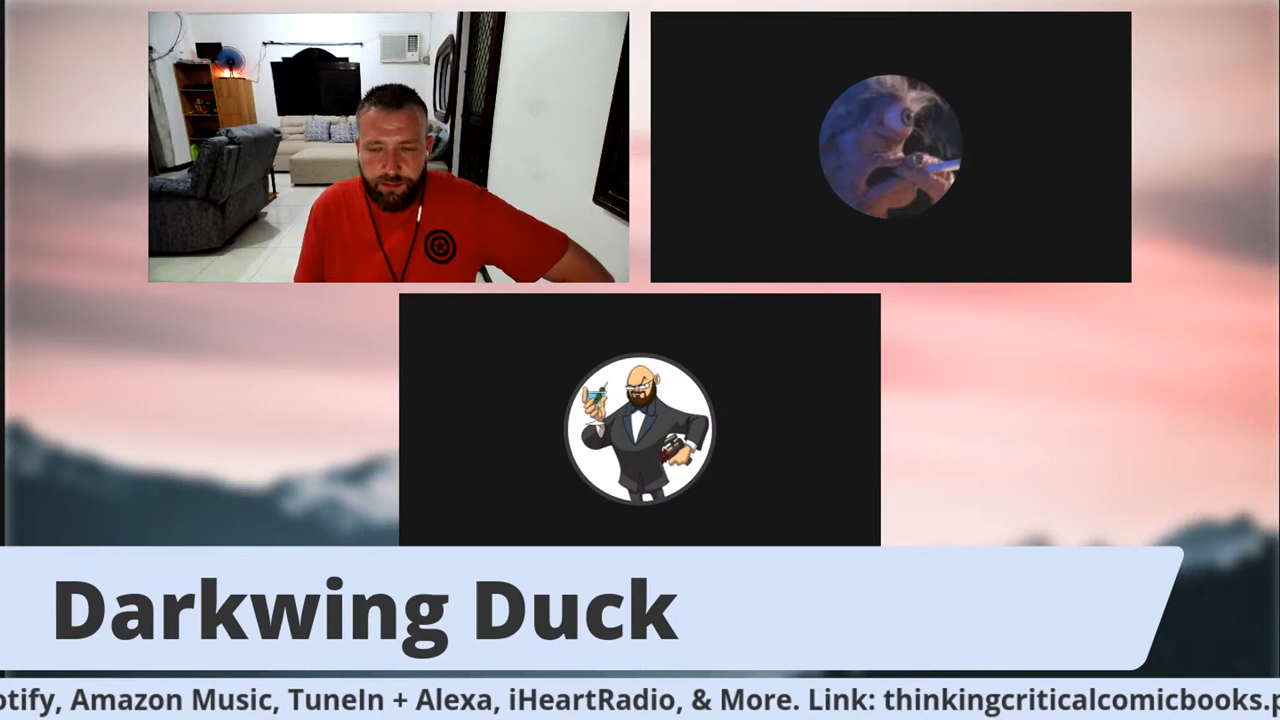 Darkwing Duck
otify, Amazon Music, TuneIn + Alexa, iHeartRadio, & More. Link: thinkingcriticalcomicbooks.p